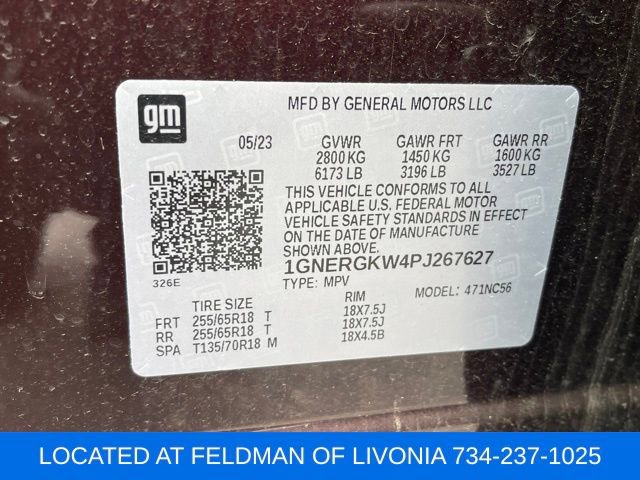 gm
MFD BY GENERAL MOTORS LLC
05/23 GVWR GAWR FRT GAWR RR
2800 KG 1450 KG 1600 KG
6173 LB 3196 LB 3527 LB
THIS VEHICLE CONFORMS TO ALL
APPLICABLE U.S. FEDERAL MOTOR
VEHICLE SAFETY STANDARDS IN EFFECT
ON THE DATE OF MANUFACTURE
SHOWN ABOVE.
326E
1GNERGKW4PJ267627
TYPE: MPV MODEL: 471NC56
TIRE SIZE RIM
FRT 255/65R18 T 18X7.5J
RR 255/65R18 T 18X7.5J
SPA T135/70R18 M 18X4.5B
LOCATED AT FELDMAN OF LIVONIA 734-237-1025